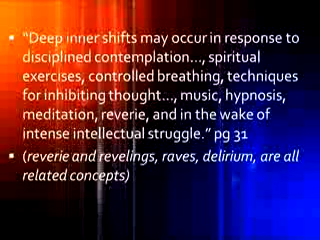 ▪ “Deep inner shifts may occur in response to
disciplined contemplation…, spiritual
exercises, controlled breathing, techniques
for inhibiting thought…, music, hypnosis,
meditation, reverie, and in the wake of
intense intellectual struggle.” pg 31
▪ (reverie and revelings, raves, delirium, are all
related concepts)